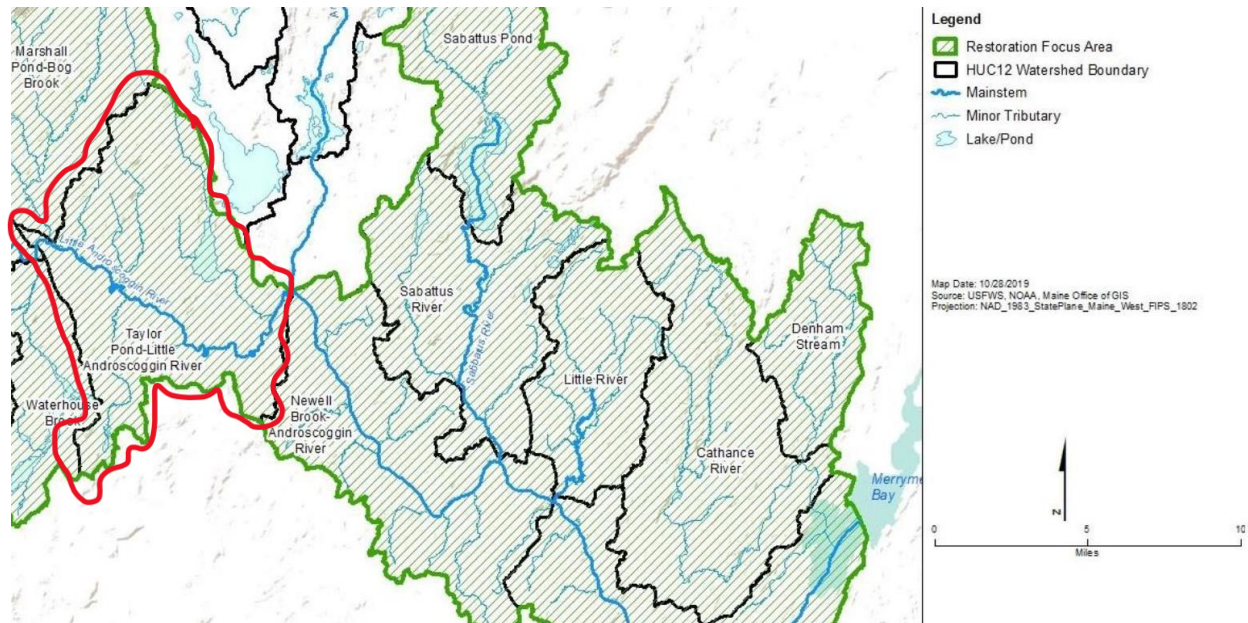 Marshall
Pond-Bog
Brook
Sabattus Pond
A
Little Androscoggin River
Taylor
Pond-Little
Androscoggin River
Waterhouse
Brook
Sabattus
River
Sabattus River
Little River
Newell
Brook-
Androscoggin
River
Denham
Stream
Cathance
River
Merryme
Bay
Legend
Restoration Focus Area
HUC12 Watershed Boundary
Mainstem
Minor Tributary
Lake/Pond
Map Date: 10/28/2019
Source: USFWS, NOAA, Maine Office of GIS
Projection: NAD_1983_StatePlane_Maine_West_FIPS_1802
N
0 5 10
Miles